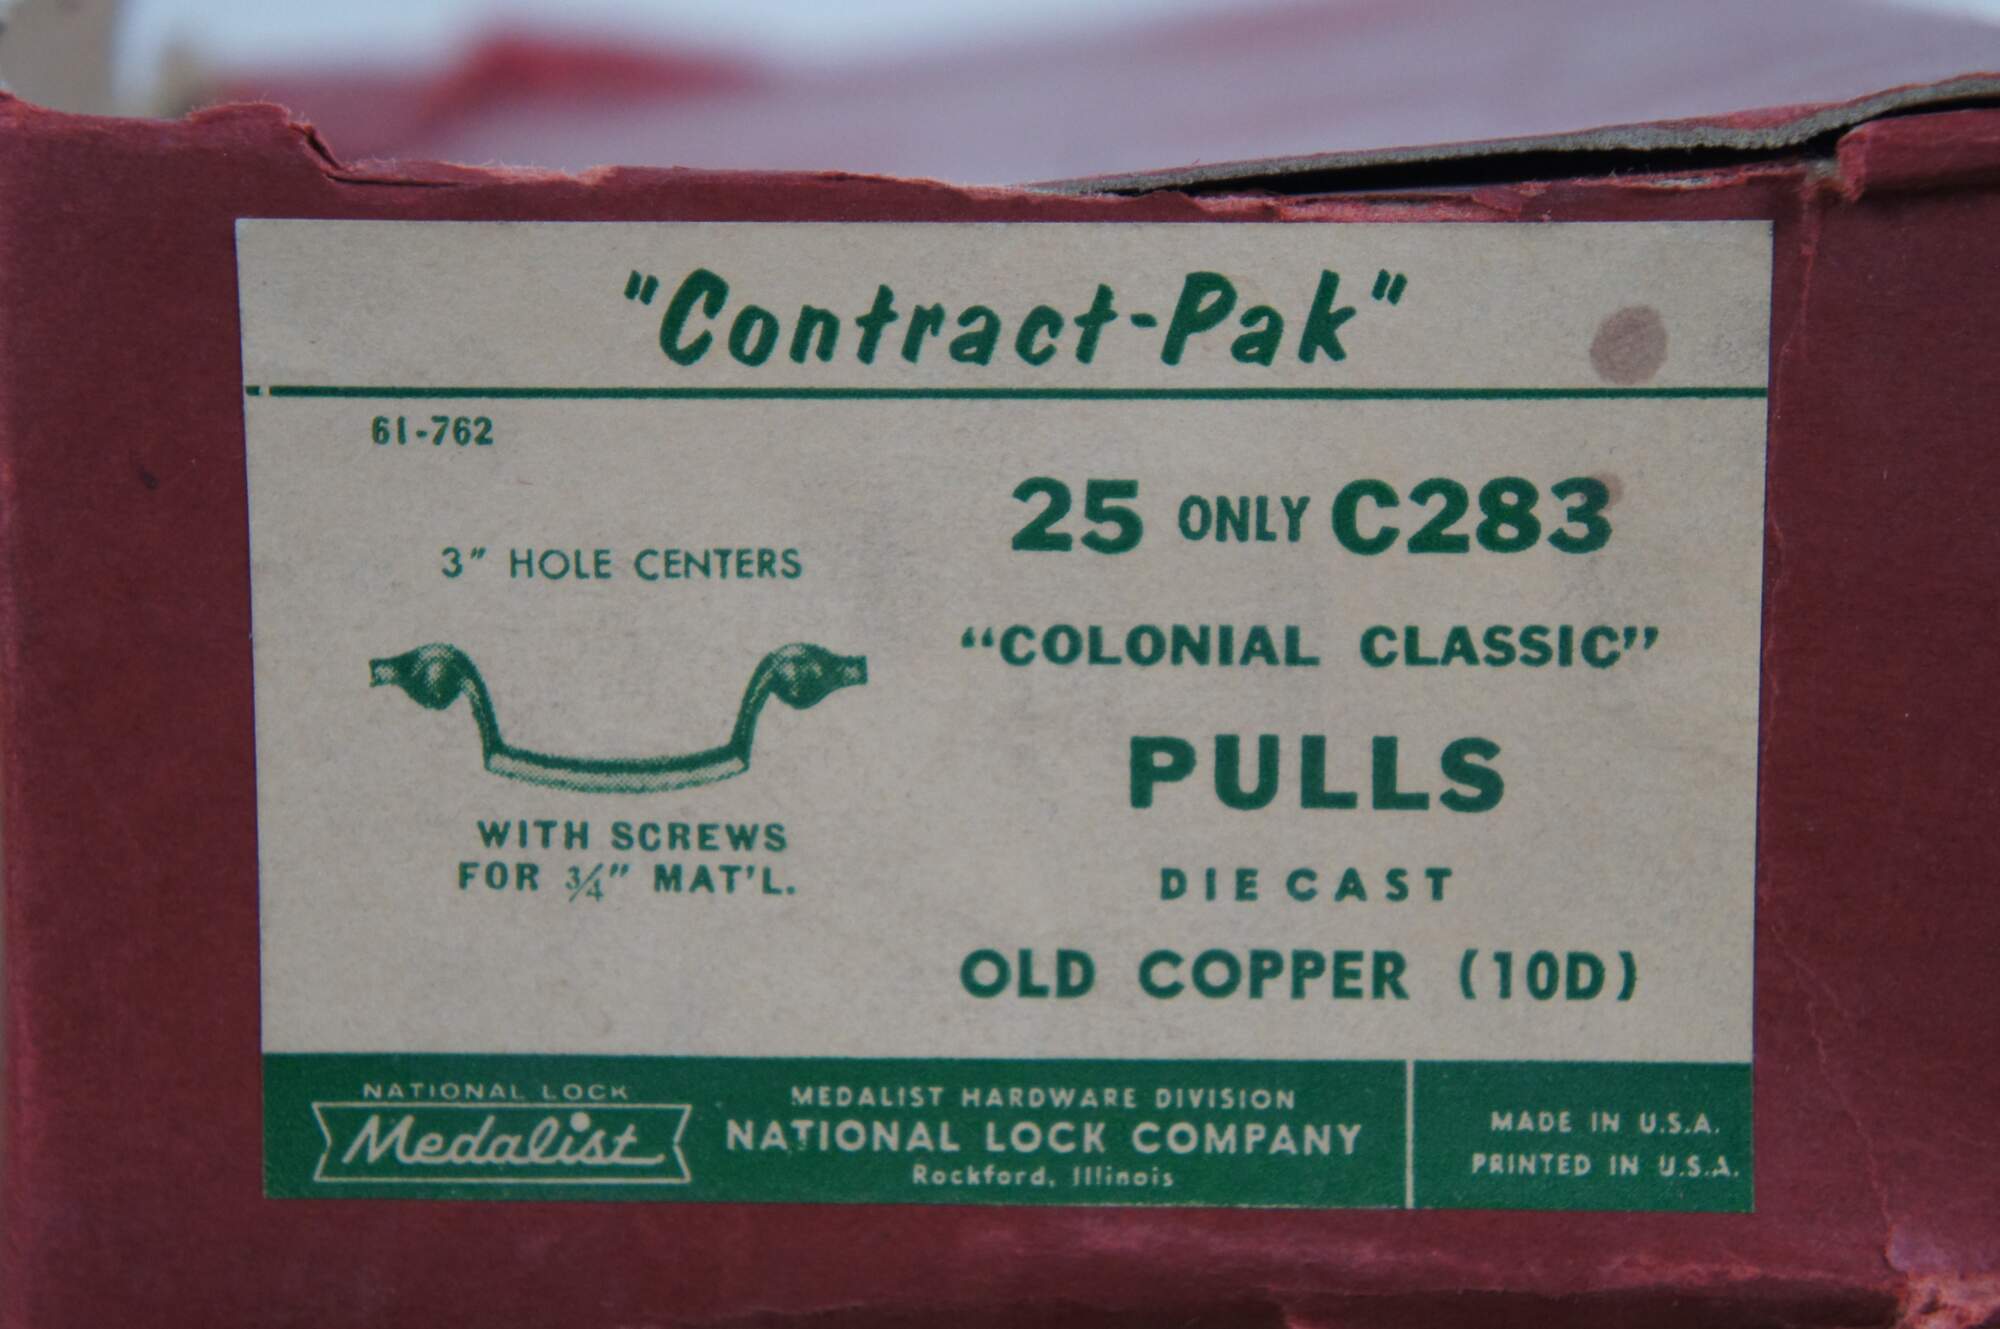 "Contract-Pak"
61-762
3" HOLE CENTERS
WITH SCREWS
FOR 3/4" MAT'L.
25 ONLY C283
"COLONIAL CLASSIC"
PULLS
DIE CAST
OLD COPPER (10D)
NATIONAL LOCK
Medalist
MEDALIST HARDWARE DIVISION
NATIONAL LOCK COMPANY
Rockford, Illinois
MADE IN U.S.A.
PRINTED IN U.S.A.